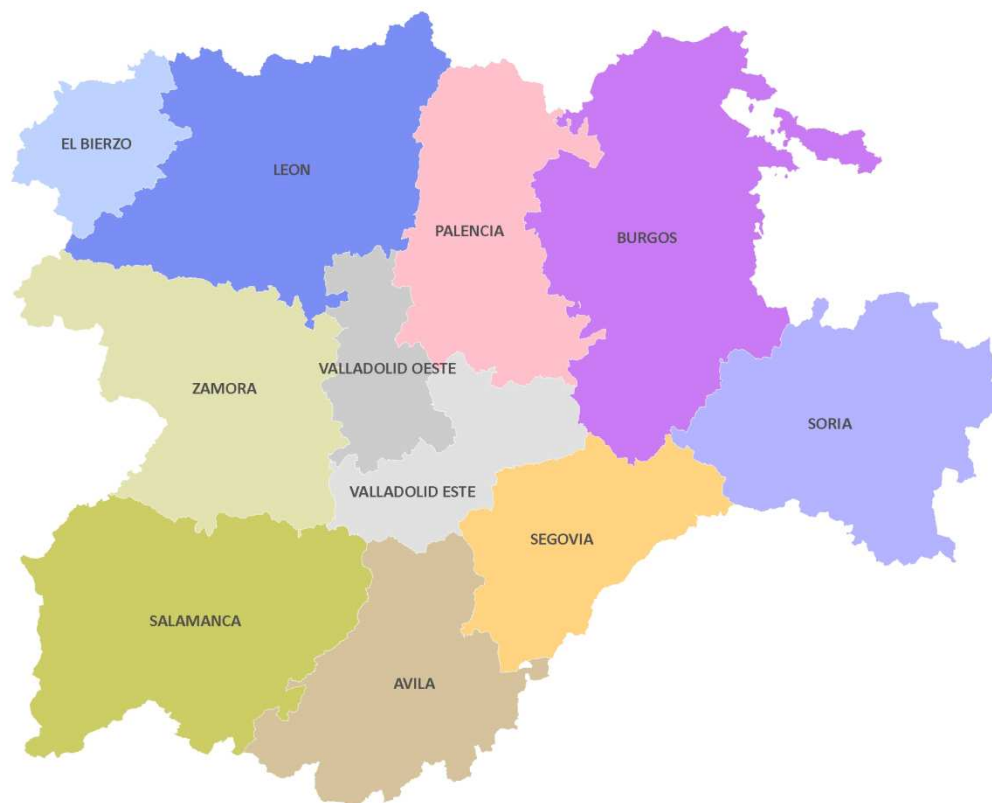 EL BIERZO
LEON
PALENCIA
BURGOS
VALLADOLID OESTE
ZAMORA
SORIA
VALLADOLID ESTE
SEGOVIA
SALAMANCA
AVILA